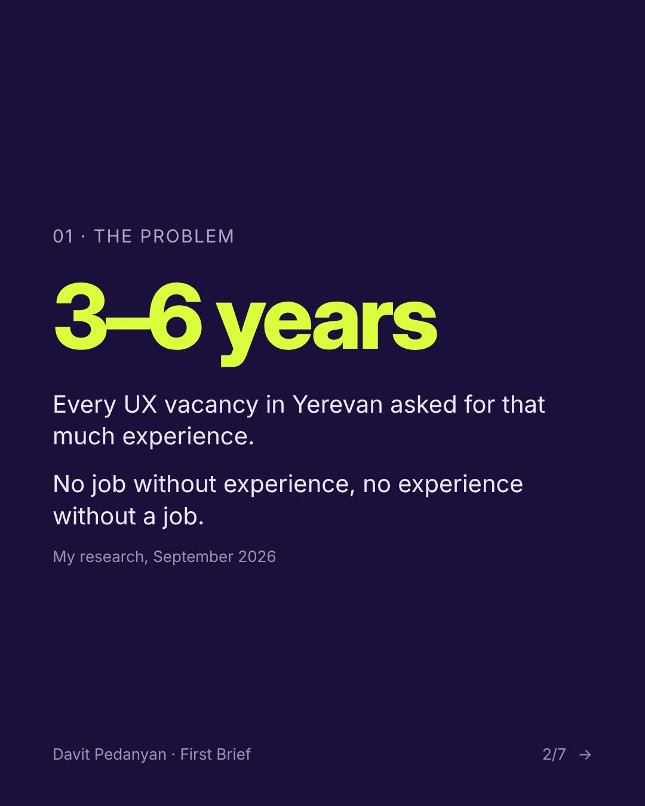 01 · THE PROBLEM
3–6 years
Every UX vacancy in Yerevan asked for that
much experience.
No job without experience, no experience
without a job.
My research, September 2026
Davit Pedanyan · First Brief
2/7 →